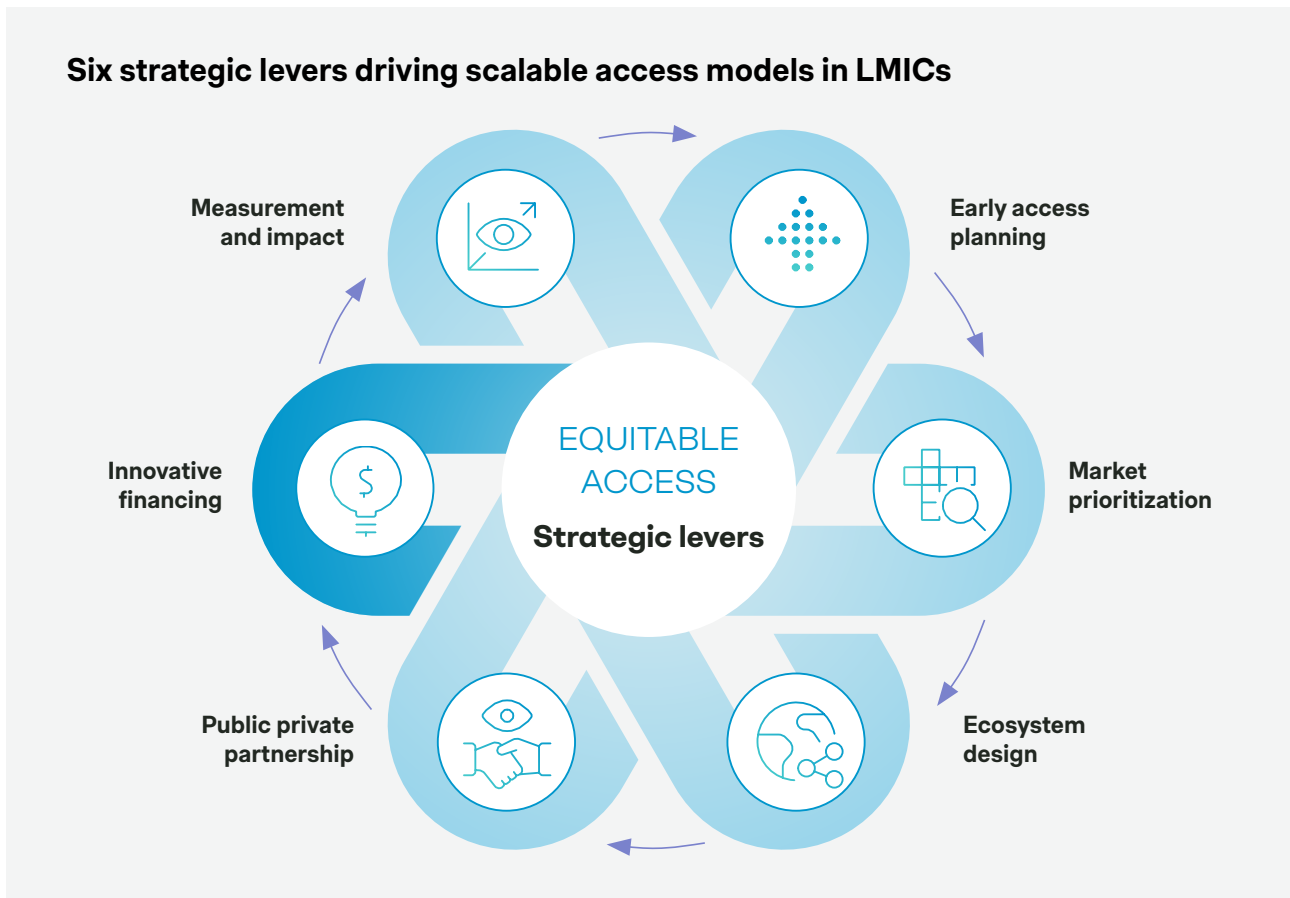 Six strategic levers driving scalable access models in LMICs
Measurement
and impact
Early access
planning
Innovative
financing
EQUITABLE
ACCESS
Strategic levers
Market
prioritization
Public private
partnership
Ecosystem
design
$